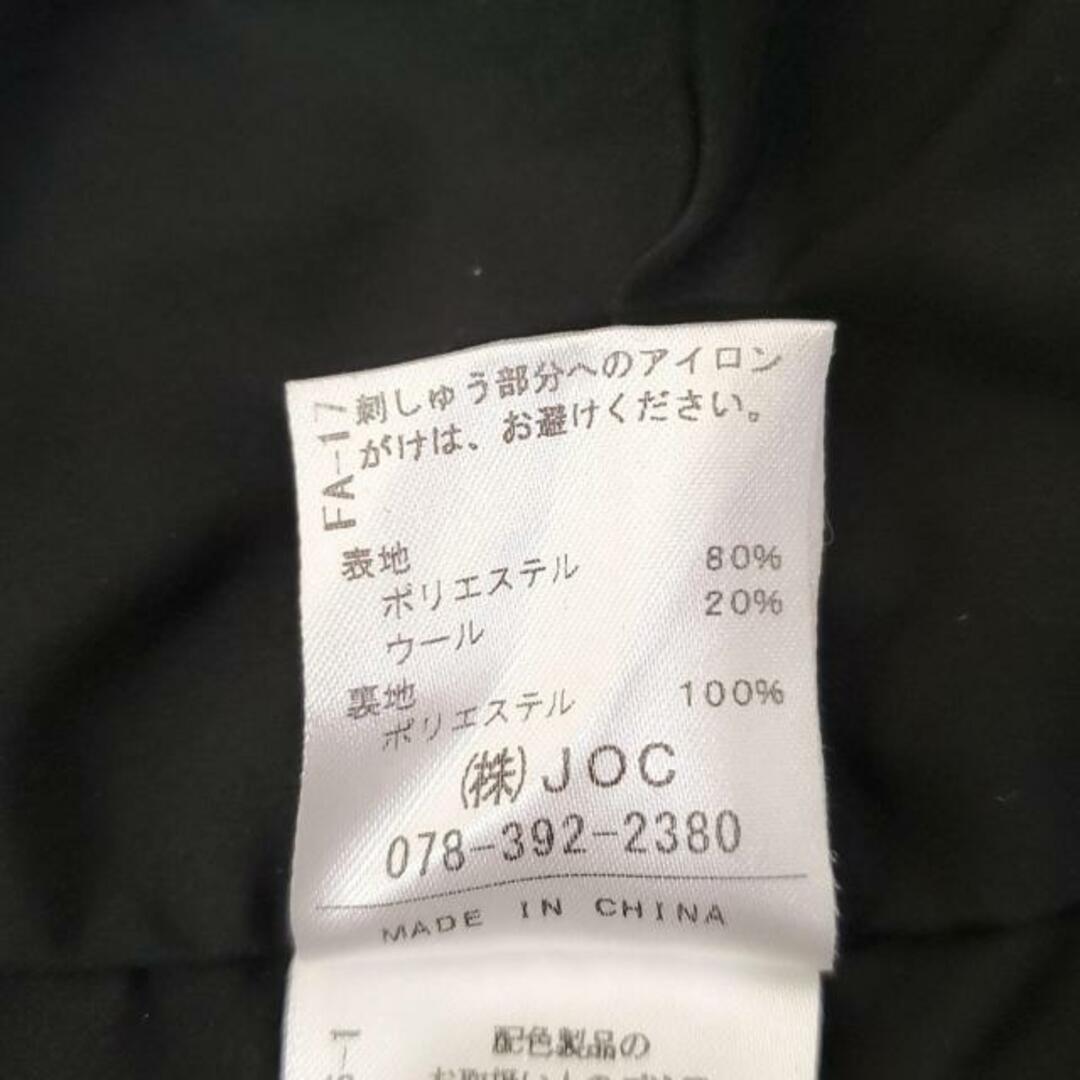 FA-17
刺しゅう部分へのアイロン
がけは、お避けください。
表地
ポリエステル 80%
ウール 20%
裏地
ポリエステル 100%
(株)JOC
078-392-2380
MADE IN CHINA
配色製品の